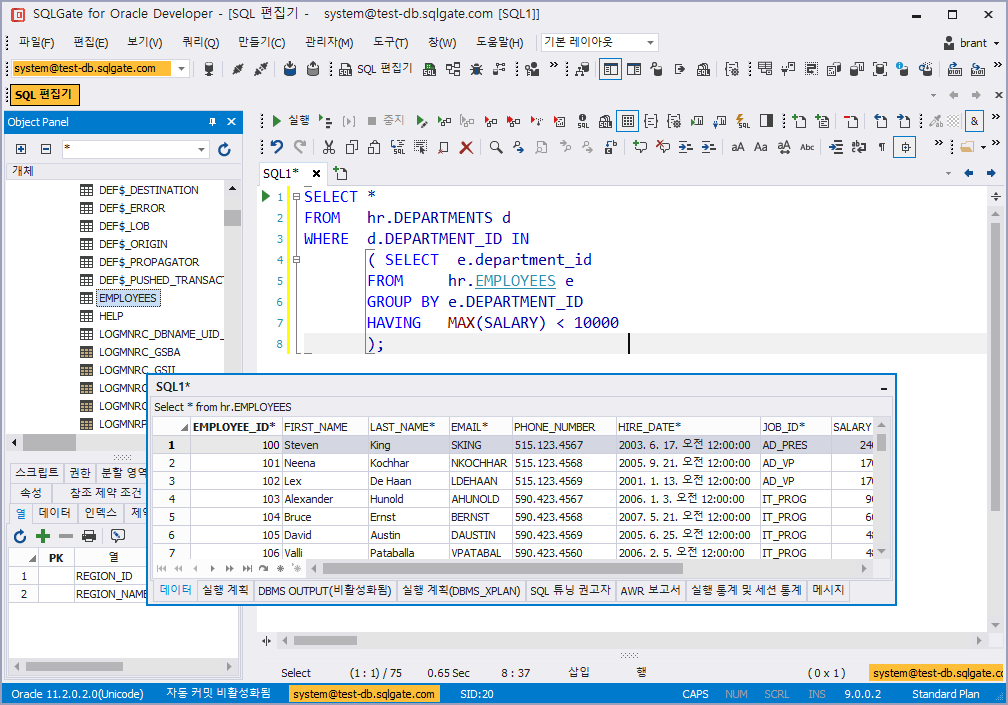 SQLGate for Oracle Developer - [SQL 편집기 - system@test-db.sqlgate.com [SQL1]]
파일(F) 편집(E) 보기(V) 쿼리(Q) 만들기(C) 관리자(M) 도구(T) 창(W) 도움말(H) 기본 레이아웃 brant
system@test-db.sqlgate.com SQL 편집기
SQL 편집기
Object Panel
실행 중지
*
aA Aa aA Abc
개체
SQL1*
DEF$_DESTINATION
DEF$_ERROR
DEF$_LOB
DEF$_ORIGIN
DEF$_PROPAGATOR
DEF$_PUSHED_TRANSACT
EMPLOYEES
HELP
LOGMNRC_DBNAME_UID_
LOGMNRC_GSBA
LOGMNRC_GSII
LOGMNRC
LOGMNRC
LOGMNRP
1 SELECT *
2 FROM hr.DEPARTMENTS d
3 WHERE d.DEPARTMENT_ID IN
4 ( SELECT e.department_id
5 FROM hr.EMPLOYEES e
6 GROUP BY e.DEPARTMENT_ID
7 HAVING MAX(SALARY) < 10000
8 );
스크립트 권한 분할 영역
속성 참조 제약 조건
열 데이터 인덱스 제약
PK 열
1 REGION_ID
2 REGION_NAME
SQL1*
Select * from hr.EMPLOYEES
EMPLOYEE_ID* FIRST_NAME LAST_NAME* EMAIL* PHONE_NUMBER HIRE_DATE* JOB_ID* SALARY
1 100 Steven King SKING 515.123.4567 2003. 6. 17. 오전 12:00:00 AD_PRES 240
2 101 Neena Kochhar NKOCHHAR 515.123.4568 2005. 9. 21. 오전 12:00:00 AD_VP 170
3 102 Lex De Haan LDEHAAN 515.123.4569 2001. 1. 13. 오전 12:00:00 AD_VP 170
4 103 Alexander Hunold AHUNOLD 590.423.4567 2006. 1. 3. 오전 12:00:00 IT_PROG 90
5 104 Bruce Ernst BERNST 590.423.4568 2007. 5. 21. 오전 12:00:00 IT_PROG 60
6 105 David Austin DAUSTIN 590.423.4569 2005. 6. 25. 오전 12:00:00 IT_PROG 48
7 106 Valli Pataballa VPATABAL 590.423.4560 2006. 2. 5. 오전 12:00:00 IT_PROG 48
데이터 실행 계획 DBMS OUTPUT(비활성화됨) 실행 계획(DBMS_XPLAN) SQL 튜닝 권고자 AWR 보고서 실행 통계 및 세션 통계 메시지
Select (1 : 1) / 75 0.65 Sec 8 : 37 삽입 행 ( 0 x 1 ) system@test-db.sqlgate.cc
Oracle 11.2.0.2.0(Unicode) 자동 커밋 비활성화됨 system@test-db.sqlgate.com SID:20 CAPS NUM SCRL INS 9.0.0.2 Standard Plan